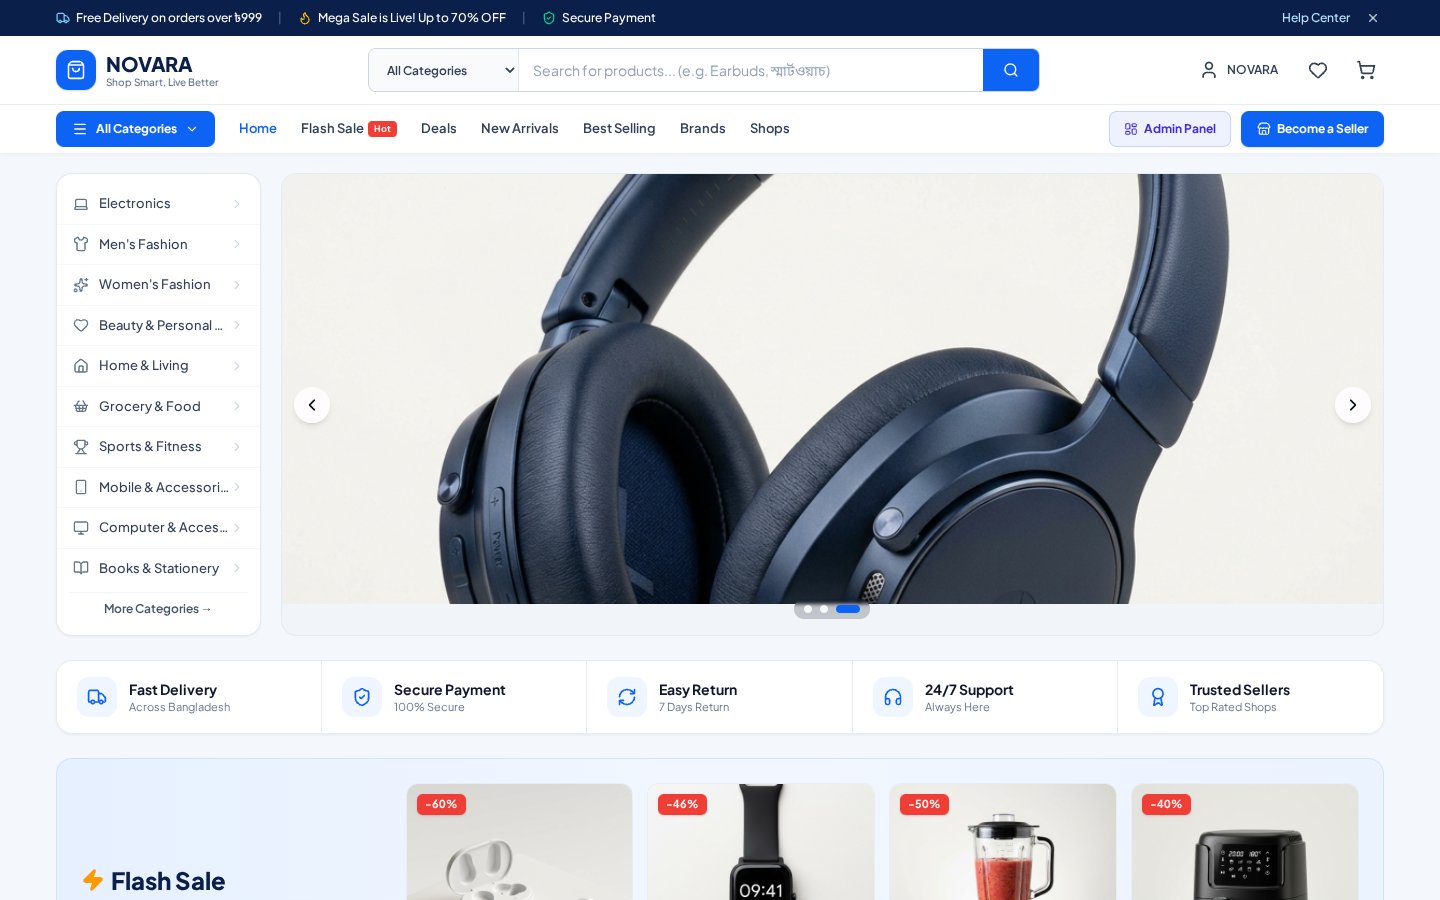 Free Delivery on orders over ৳999
Mega Sale is Live! Up to 70% OFF
Secure Payment
Help Center
NOVARA
Shop Smart, Live Better
All Categories
Search for products... (e.g. Earbuds, স্মার্টওয়াচ)
NOVARA
All Categories
Home
Flash Sale Hot
Deals
New Arrivals
Best Selling
Brands
Shops
Admin Panel
Become a Seller
Electronics
Men's Fashion
Women's Fashion
Beauty & Personal ...
Home & Living
Grocery & Food
Sports & Fitness
Mobile & Accessori...
Computer & Acces...
Books & Stationery
More Categories →
Power
Fast Delivery
Across Bangladesh
Secure Payment
100% Secure
Easy Return
7 Days Return
24/7 Support
Always Here
Trusted Sellers
Top Rated Shops
Flash Sale
-60%
-46%
09:41
-50%
-40%